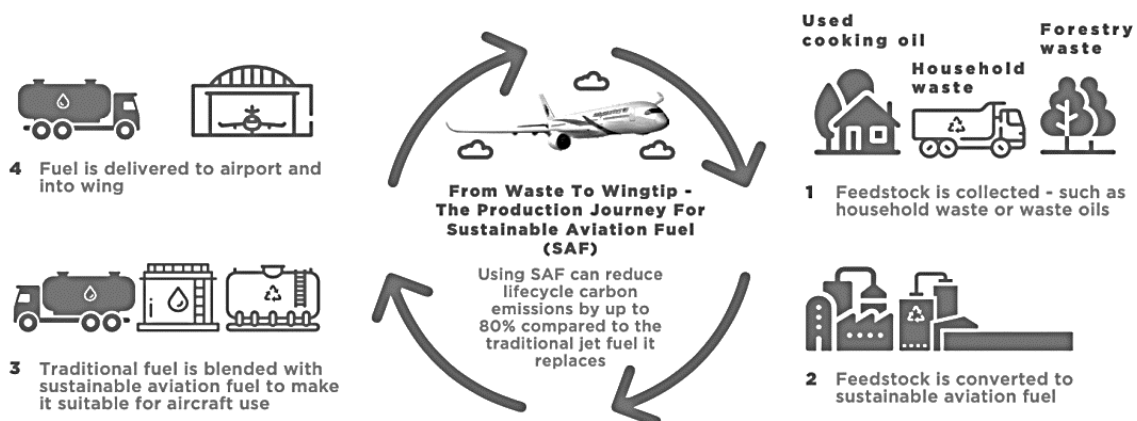 Used
cooking oil
Household
waste
Forestry
waste
1 Feedstock is collected - such as
household waste or waste oils
2 Feedstock is converted to
sustainable aviation fuel
3 Traditional fuel is blended with
sustainable aviation fuel to make
it suitable for aircraft use
4 Fuel is delivered to airport and
into wing
From Waste To Wingtip -
The Production Journey For
Sustainable Aviation Fuel
(SAF)
Using SAF can reduce
lifecycle carbon
emissions by up to
80% compared to the
traditional jet fuel it
replaces